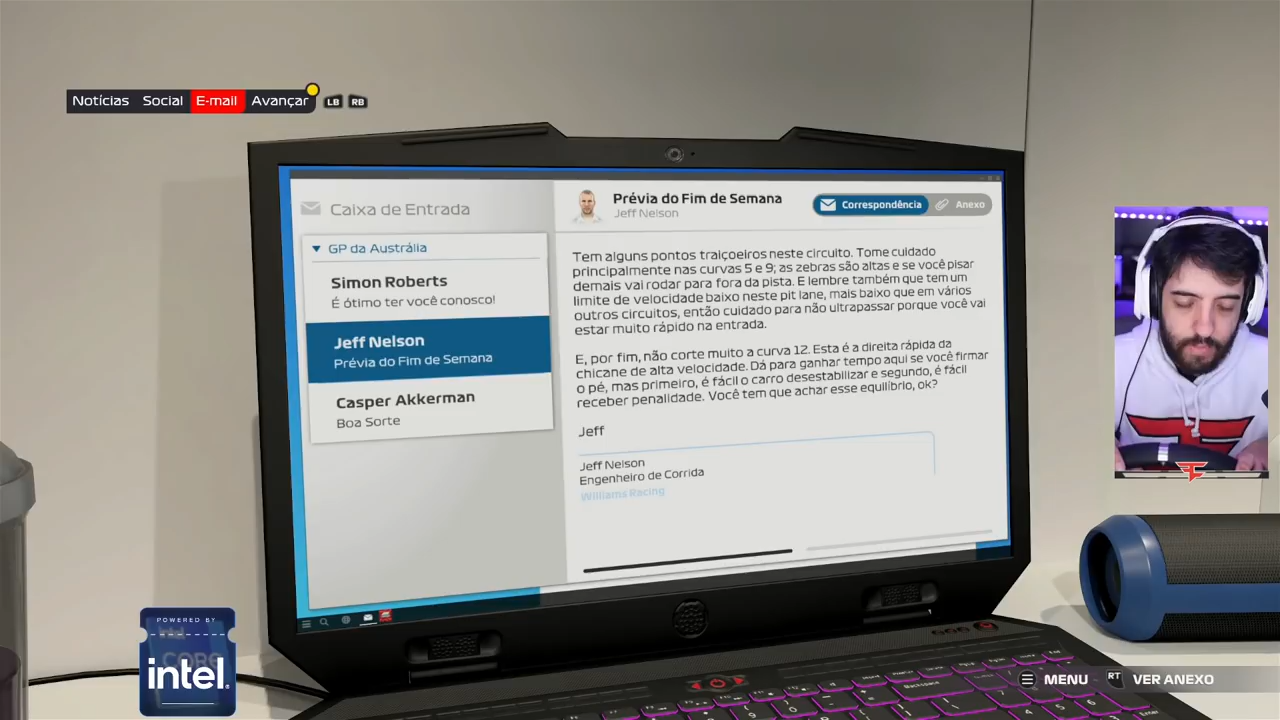 Notícias Social E-mail Avançar LB RB
Caixa de Entrada
GP da Austrália
Simon Roberts
É ótimo ter você conosco!
Jeff Nelson
Prévia do Fim de Semana
Casper Akkerman
Boa Sorte
Prévia do Fim de Semana
Jeff Nelson
Correspondência Anexo
Tem alguns pontos traiçoeiros neste circuito. Tome cuidado
principalmente nas curvas 5 e 9; as zebras são altas e se você pisar
demais vai rodar para fora da pista. E lembre também que tem um
limite de velocidade baixo neste pit lane, mais baixo que em vários
outros circuitos, então cuidado para não ultrapassar porque você vai
estar muito rápido na entrada.
E, por fim, não corte muito a curva 12. Esta é a direita rápida da
chicane de alta velocidade. Dá para ganhar tempo aqui se você firmar
o pé, mas primeiro, é fácil o carro desestabilizar e segundo, é fácil
receber penalidade. Você tem que achar esse equilíbrio, ok?
Jeff
Jeff Nelson
Engenheiro de Corrida
Williams Racing
POWERED BY
intel.
MENU RT VER ANEXO